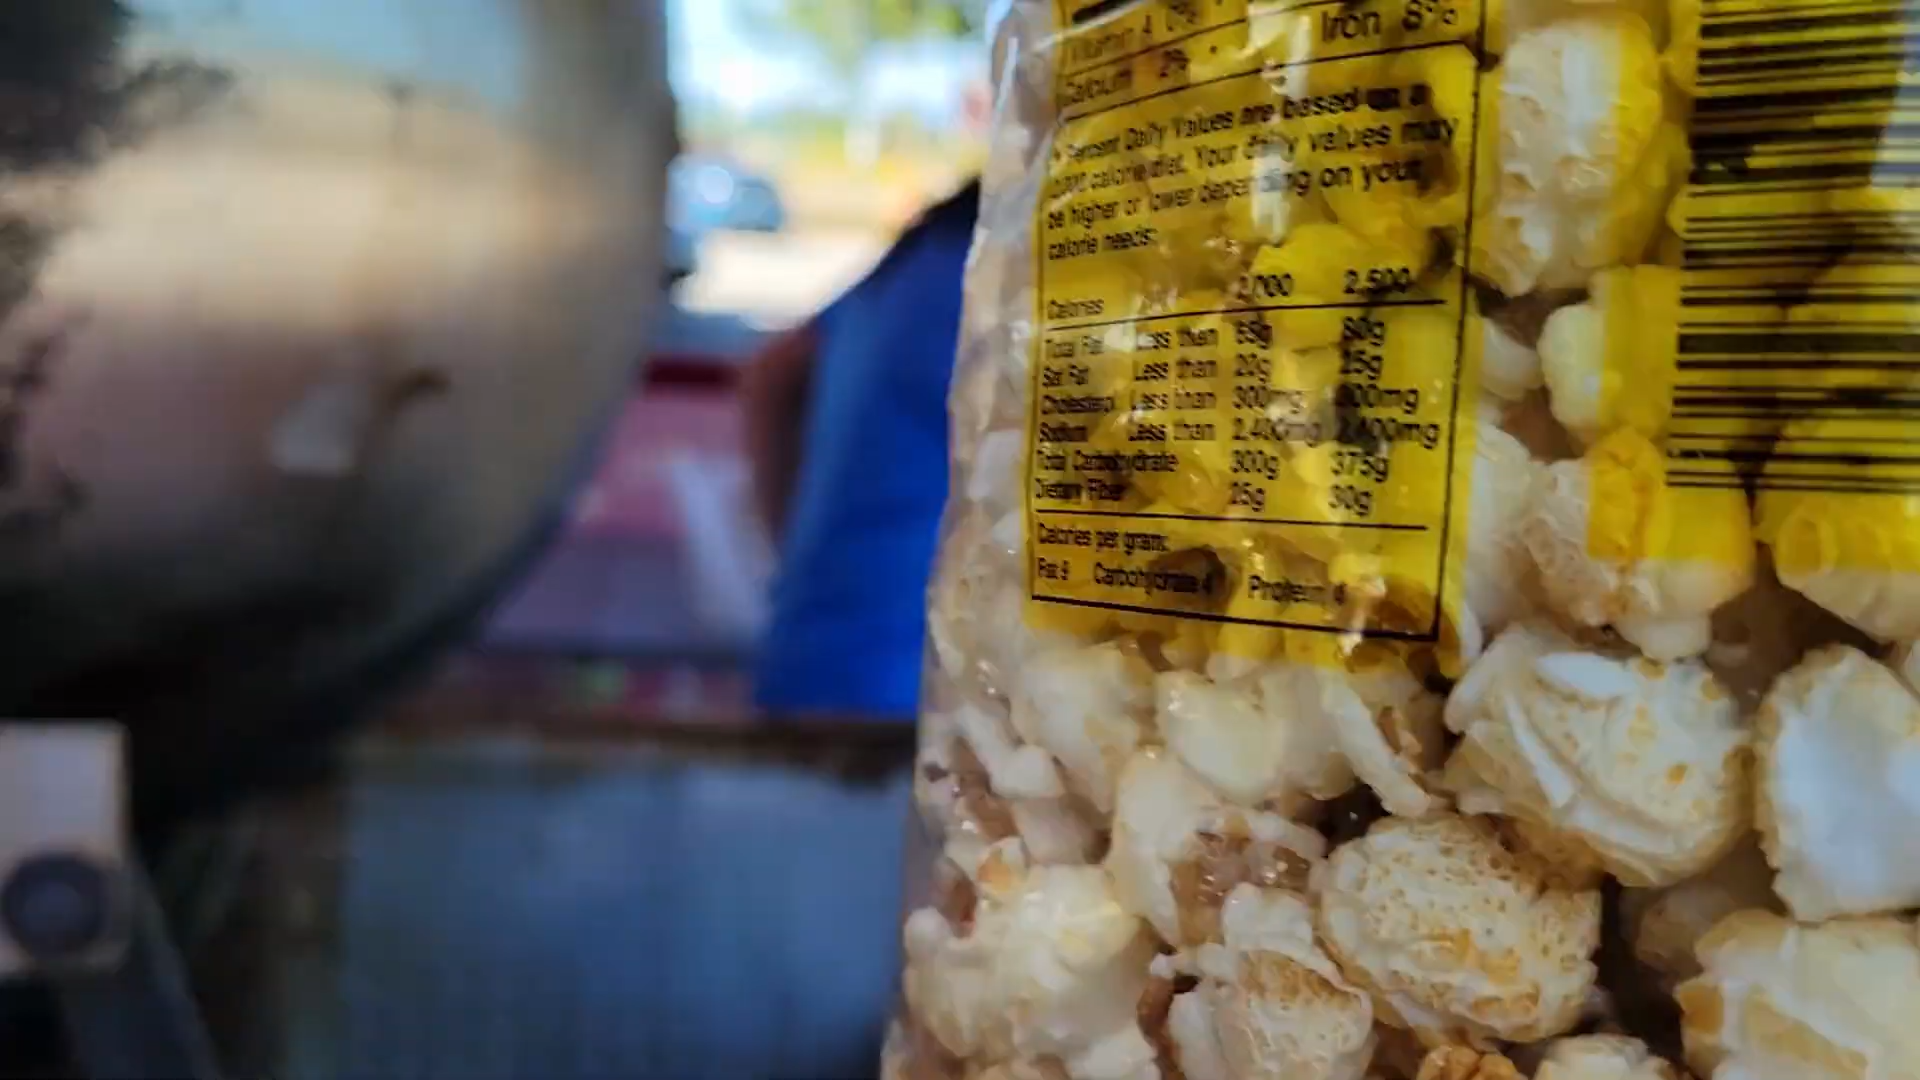 Vitamin A 0% • Iron 8%
Calcium 2% •
* Percent Daily Values are based on a
2,000 calorie diet. Your daily values may
be higher or lower depending on your
calorie needs:
Calories 2,000 2,500
Total Fat Less than 65g 80g
Sat Fat Less than 20g 25g
Cholesterol Less than 300mg 300mg
Sodium Less than 2,400mg 2,400mg
Total Carbohydrate 300g 375g
Dietary Fiber 25g 30g
Calories per gram:
Fat 9 Carbohydrate 4 Protein 4